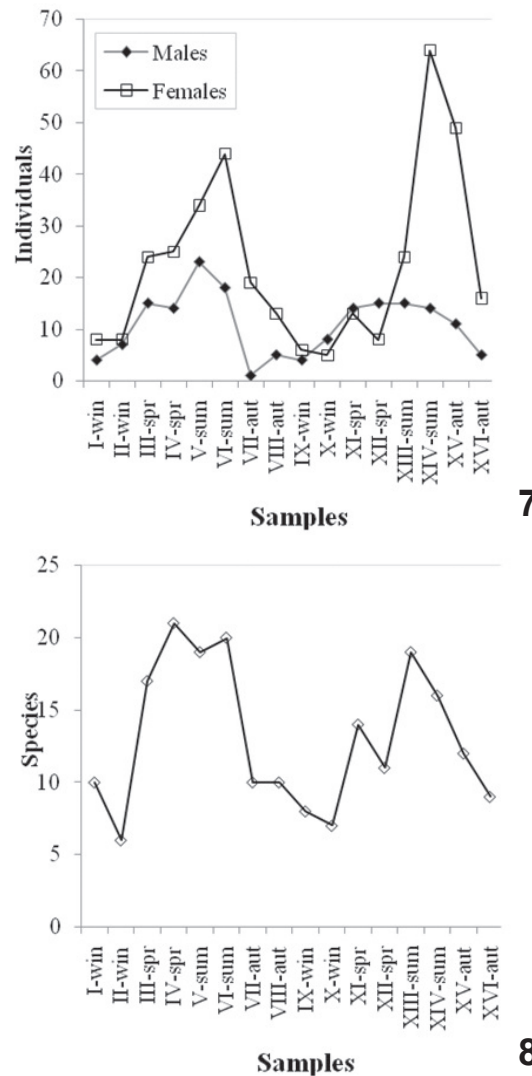 70
60
50
40
30
20
10
0
Individuals
Males
Females
I-win
II-win
III-spr
IV-spr
V-sum
VI-sum
VII-aut
VIII-aut
IX-win
X-win
XI-spr
XII-spr
XIII-sum
XIV-sum
XV-aut
XVI-aut
Samples
7
25
20
15
10
5
0
Species
I-win
II-win
III-spr
IV-spr
V-sum
VI-sum
VII-aut
VIII-aut
IX-win
X-win
XI-spr
XII-spr
XIII-sum
XIV-sum
XV-aut
XVI-aut
Samples
8